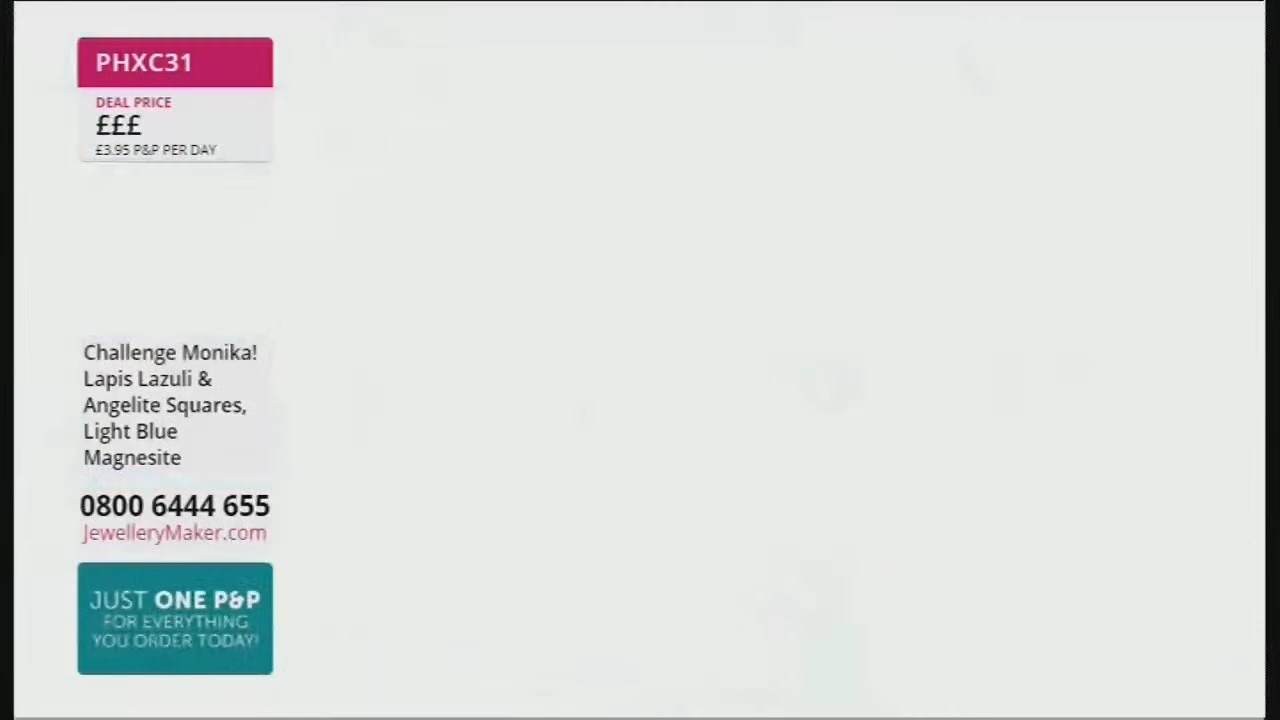 PHXC31
DEAL PRICE
£££
£3.95 P&P PER DAY
Challenge Monika!
Lapis Lazuli &
Angelite Squares,
Light Blue
Magnesite
0800 6444 655
JewelleryMaker.com
JUST ONE P&P
FOR EVERYTHING
YOU ORDER TODAY!